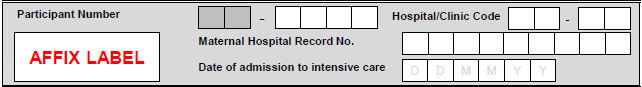 Participant Number - Hospital/Clinic Code -
Maternal Hospital Record No.
AFFIX LABEL
Date of admission to intensive care D D M M Y Y